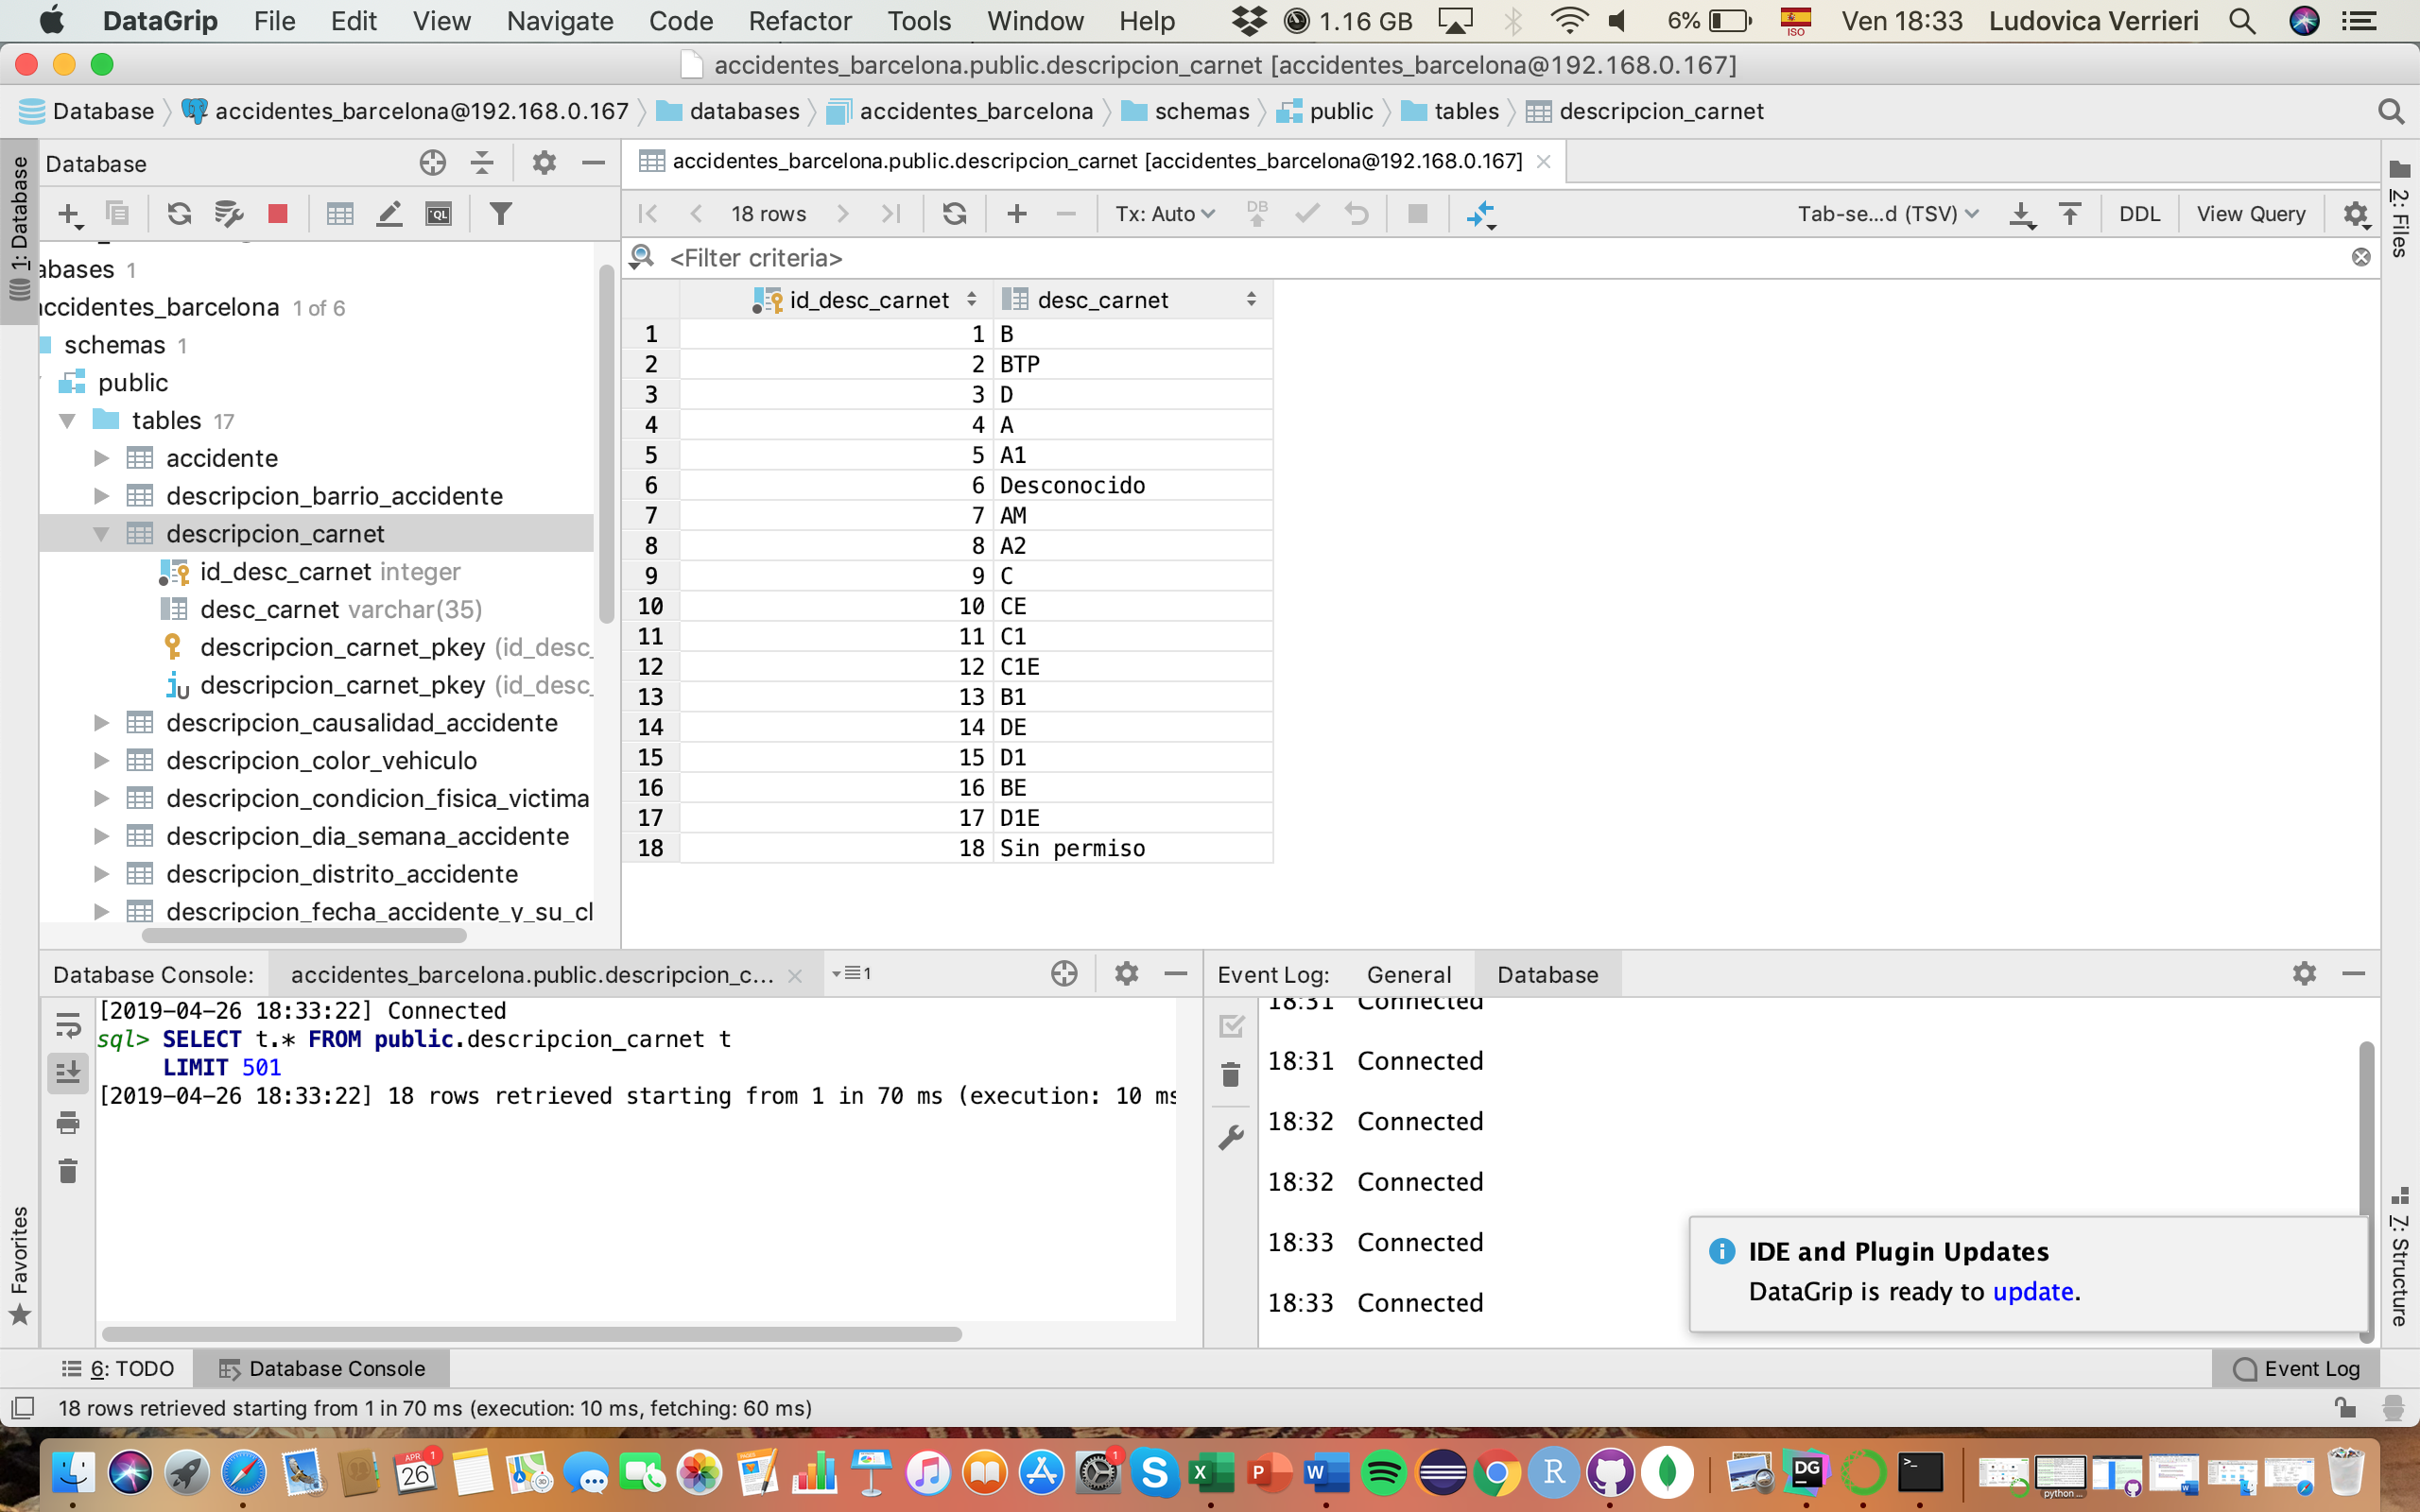 DataGrip File Edit View Navigate Code Refactor Tools Window Help 1.16 GB 6% ISO Ven 18:33 Ludovica Verrieri
accidentes_barcelona.public.descripcion_carnet [accidentes_barcelona@192.168.0.167]
Database accidentes_barcelona@192.168.0.167 databases accidentes_barcelona schemas public tables descripcion_carnet
1: Database
Database
accidentes_barcelona.public.descripcion_carnet [accidentes_barcelona@192.168.0.167]
2: Files
QL
18 rows Tx: Auto DB Tab-se...d (TSV) DDL View Query
<Filter criteria>
abases 1
accidentes_barcelona 1 of 6
schemas 1
public
tables 17
accidente
descripcion_barrio_accidente
descripcion_carnet
id_desc_carnet integer
desc_carnet varchar(35)
descripcion_carnet_pkey (id_desc_
descripcion_carnet_pkey (id_desc_
descripcion_causalidad_accidente
descripcion_color_vehiculo
descripcion_condicion_fisica_victima
descripcion_dia_semana_accidente
descripcion_distrito_accidente
descripcion_fecha_accidente_y_su_cl
id_desc_carnet desc_carnet
1 1 B
2 2 BTP
3 3 D
4 4 A
5 5 A1
6 6 Desconocido
7 7 AM
8 8 A2
9 9 C
10 10 CE
11 11 C1
12 12 C1E
13 13 B1
14 14 DE
15 15 D1
16 16 BE
17 17 D1E
18 18 Sin permiso
Database Console: accidentes_barcelona.public.descripcion_c... 1
[2019-04-26 18:33:22] Connected
sql> SELECT t.* FROM public.descripcion_carnet t
LIMIT 501
[2019-04-26 18:33:22] 18 rows retrieved starting from 1 in 70 ms (execution: 10 ms
Event Log: General Database
18:31 Connected
18:31 Connected
18:32 Connected
18:32 Connected
18:33 Connected
18:33 Connected
IDE and Plugin Updates
DataGrip is ready to update.
Favorites
7: Structure
6: TODO Database Console Event Log
18 rows retrieved starting from 1 in 70 ms (execution: 10 ms, fetching: 60 ms)
APR 26 1 1 S X P W R DG >_ python ...